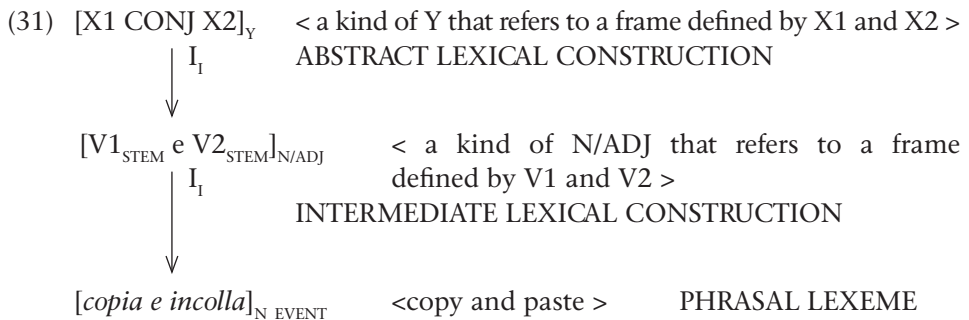 (31) [X1 CONJ X2]Y < a kind of Y that refers to a frame defined by X1 and X2 >
II ABSTRACT LEXICAL CONSTRUCTION
[V1STEM e V2STEM]N/ADJ < a kind of N/ADJ that refers to a frame
II defined by V1 and V2 >
INTERMEDIATE LEXICAL CONSTRUCTION
[copia e incolla]N EVENT <copy and paste > PHRASAL LEXEME